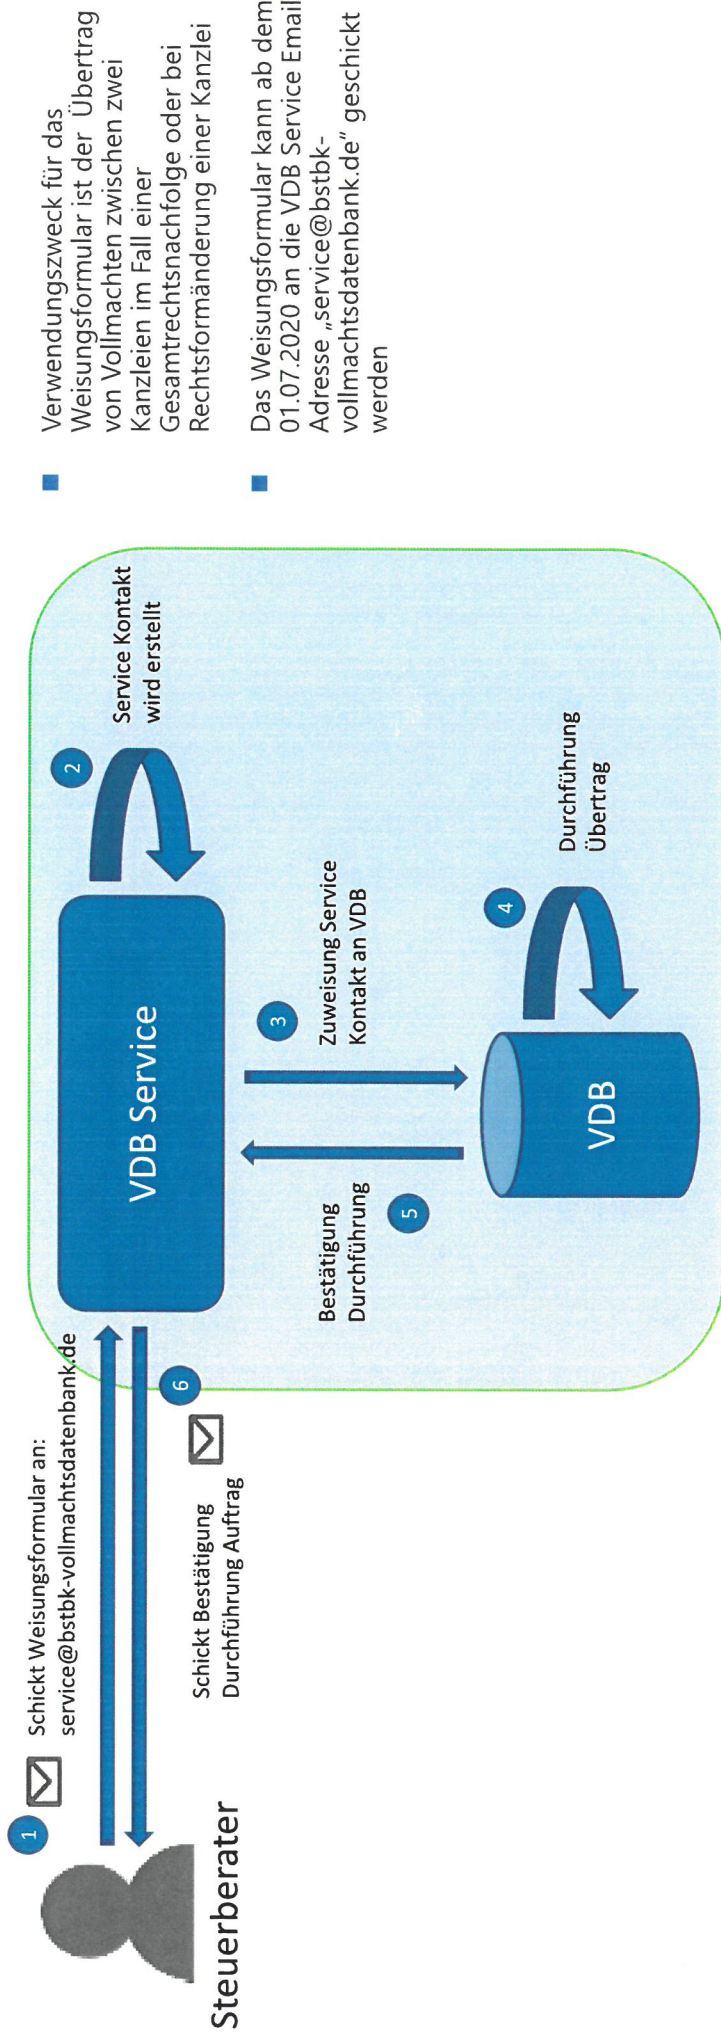 1
Schickt Weisungsformular an:
service@bstbk-vollmachtsdatenbank.de
Steuerberater
6
Schickt Bestätigung
Durchführung Auftrag
VDB Service
2
Service Kontakt
wird erstellt
3
Zuweisung Service
Kontakt an VDB
5
Bestätigung
Durchführung
VDB
4
Durchführung
Übertrag
Verwendungszweck für das
Weisungsformular ist der Übertrag
von Vollmachten zwischen zwei
Kanzleien im Fall einer
Gesamtrechtsnachfolge oder bei
Rechtsformänderung einer Kanzlei
Das Weisungsformular kann ab dem
01.07.2020 an die VDB Service Email
Adresse „service@bstbk-
vollmachtsdatenbank.de“ geschickt
werden